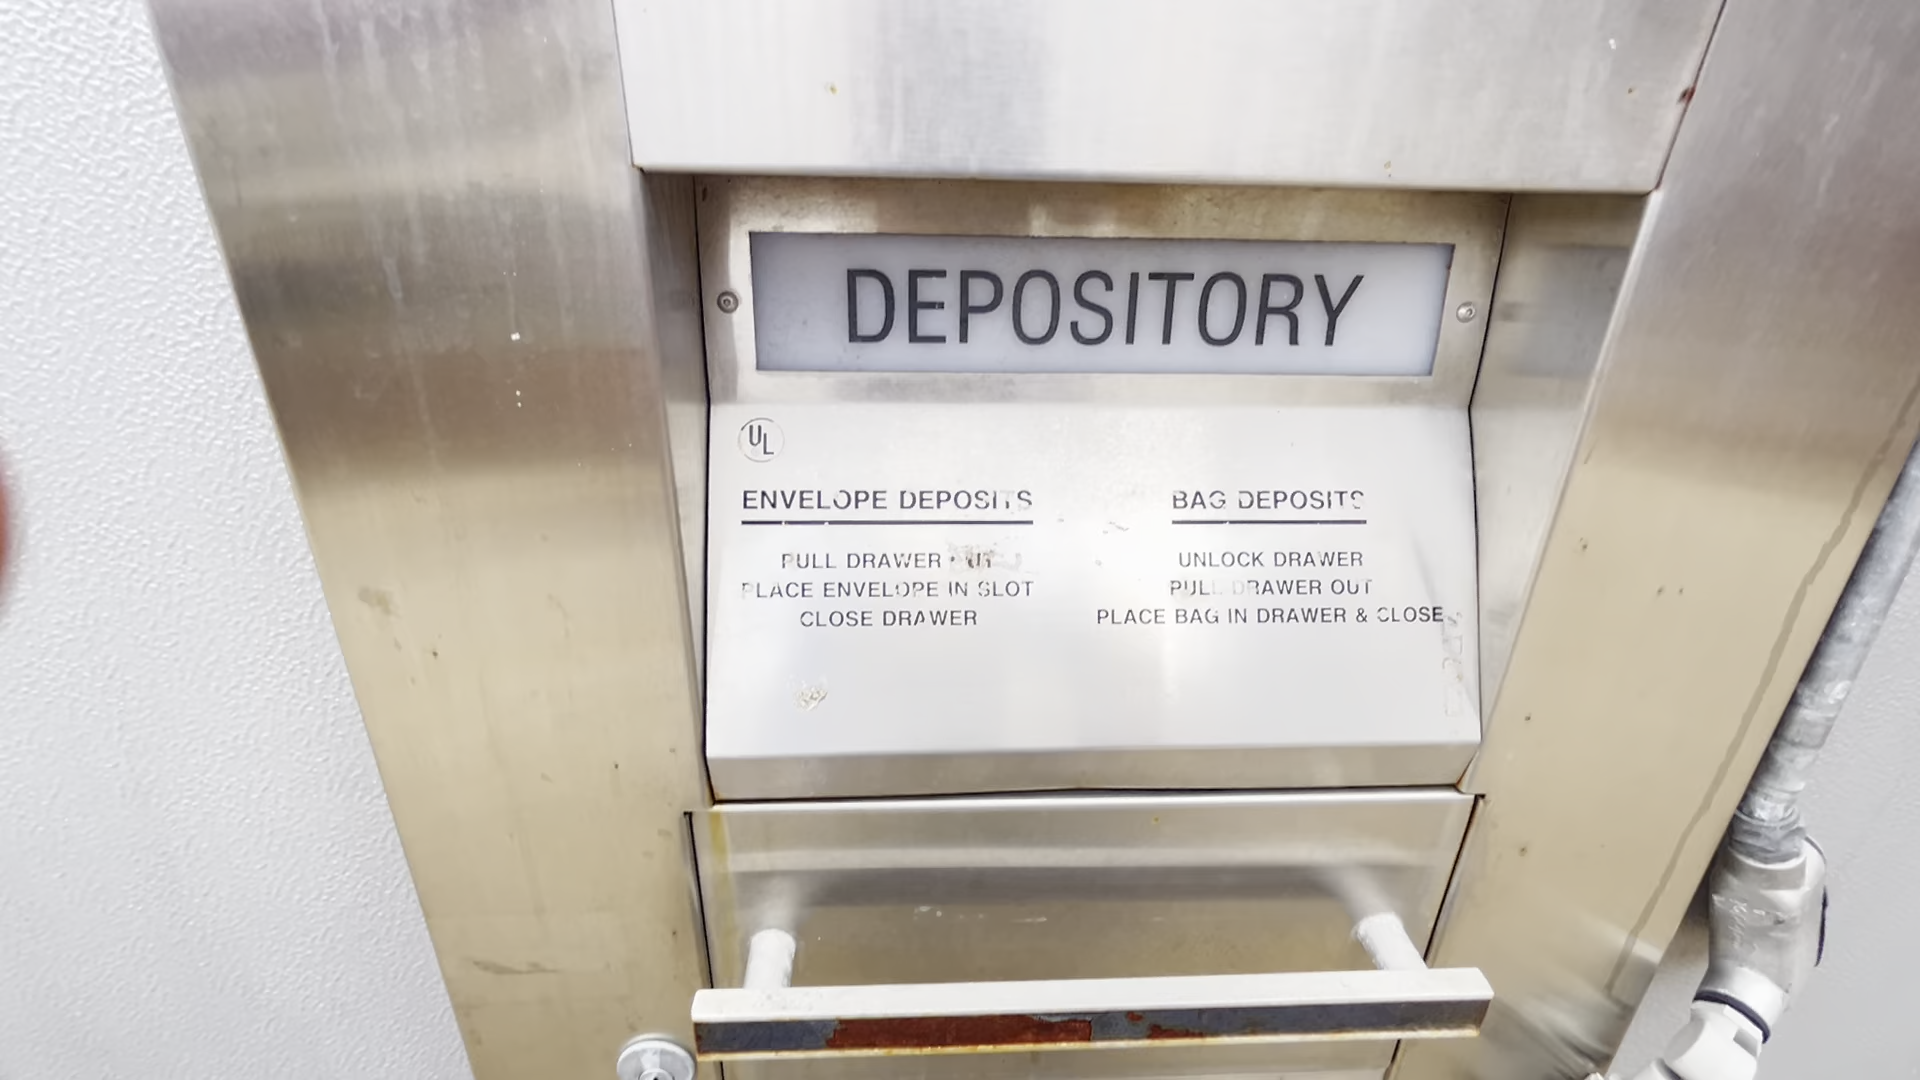 DEPOSITORY
UL
ENVELOPE DEPOSITS
PULL DRAWER
PLACE ENVELOPE IN SLOT
CLOSE DRAWER
BAG DEPOSITS
UNLOCK DRAWER
PULL DRAWER OUT
PLACE BAG IN DRAWER & CLOSE